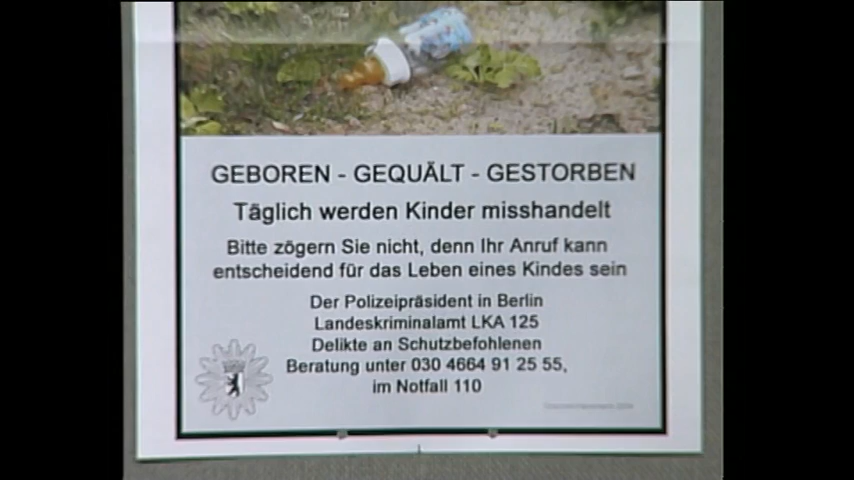 GEBOREN - GEQUÄLT - GESTORBEN
Täglich werden Kinder misshandelt
Bitte zögern Sie nicht, denn Ihr Anruf kann
entscheidend für das Leben eines Kindes sein
Der Polizeipräsident in Berlin
Landeskriminalamt LKA 125
Delikte an Schutzbefohlenen
Beratung unter 030 4664 91 25 55,
im Notfall 110